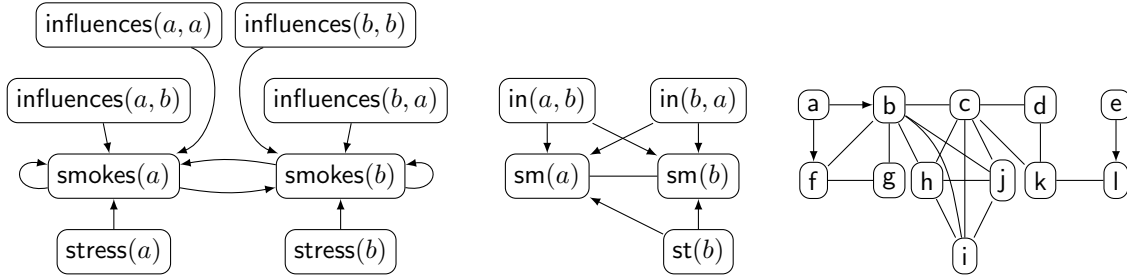 influences(a, a) influences(b, b)
influences(a, b) influences(b, a) in(a, b) in(b, a) a b c d e
smokes(a) smokes(b) sm(a) sm(b) f g h j k l
stress(a) stress(b) st(b) i